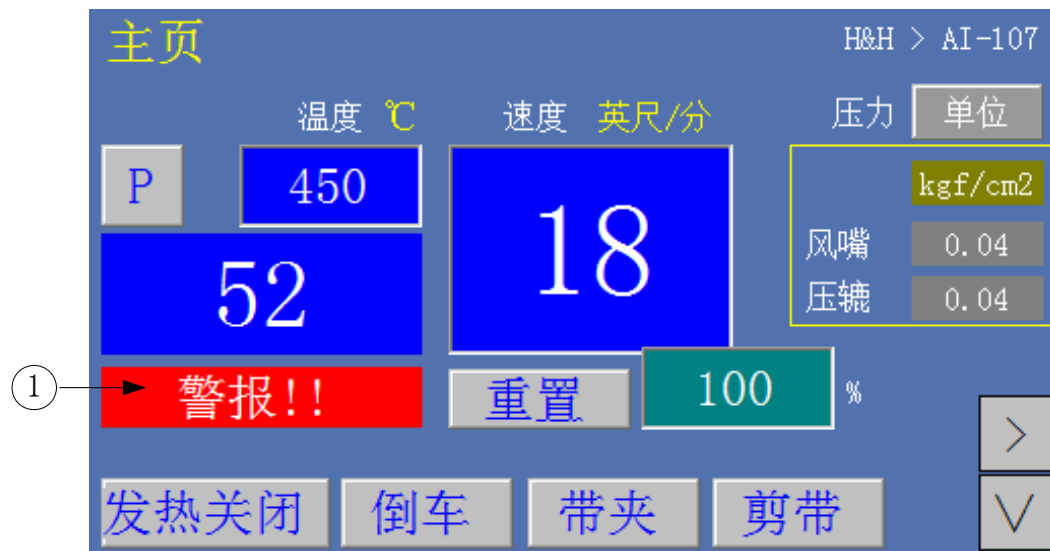 主页 H&H > AI-107
温度 ℃ 速度 英尺/分 压力 单位
P 450 18 kgf/cm2
52 风嘴 0.04
压辘 0.04
① 警报!! 重置 100 %
>
发热关闭 倒车 带夹 剪带 ∨